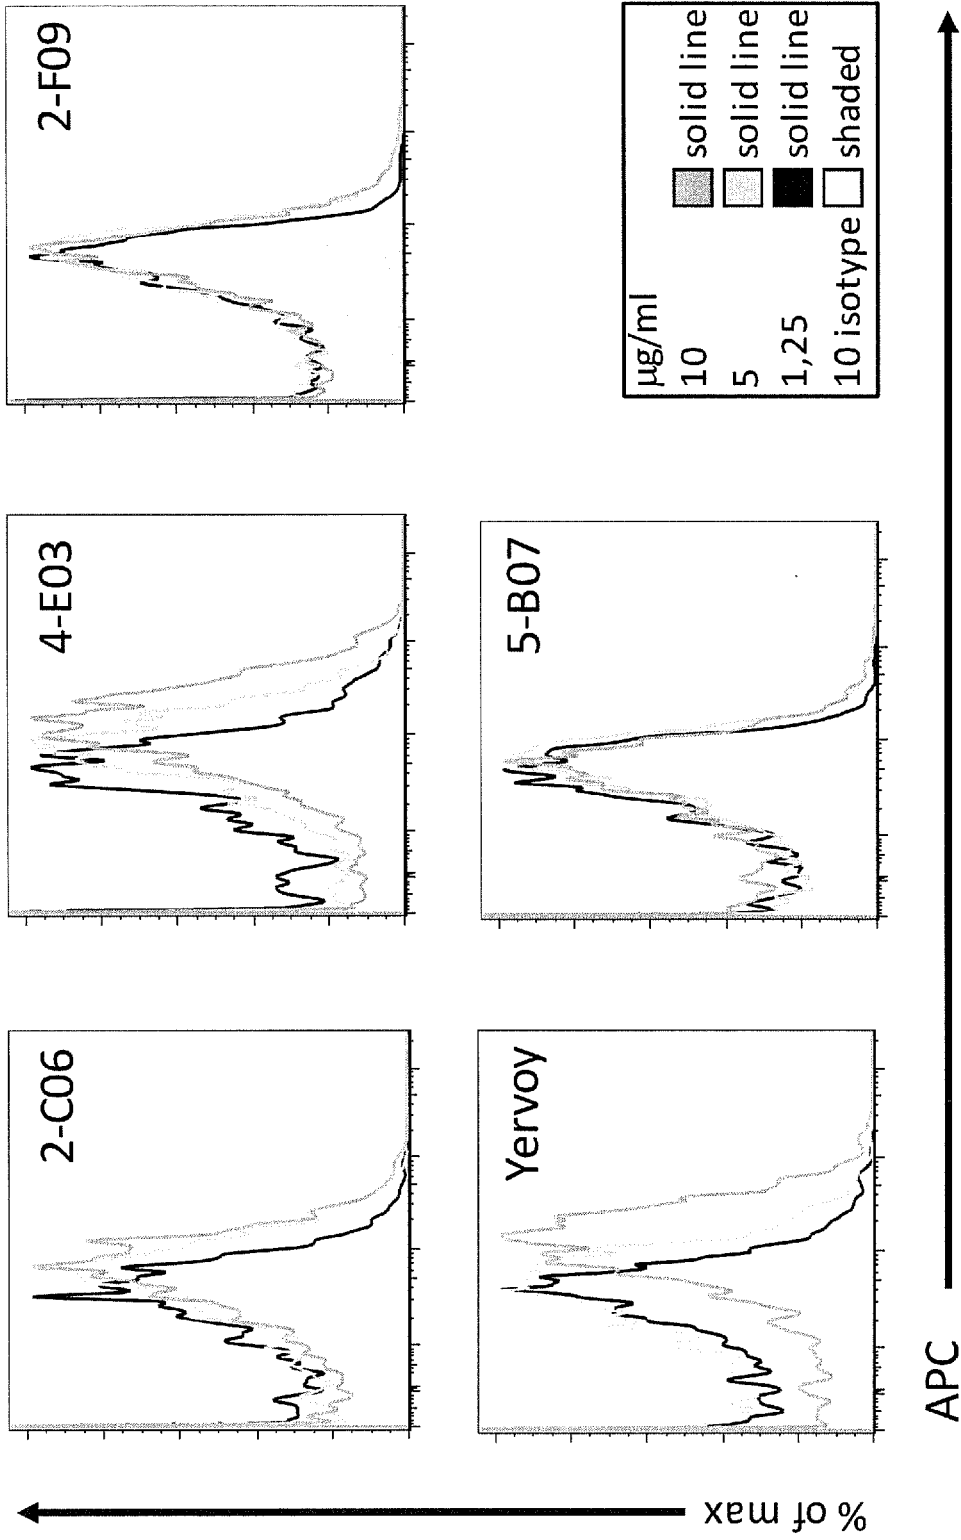 2-C06
4-E03
2-F09
Yervoy
5-B07
µg/ml
10 solid line
5 solid line
1,25 solid line
10 isotype shaded
% of max
APC